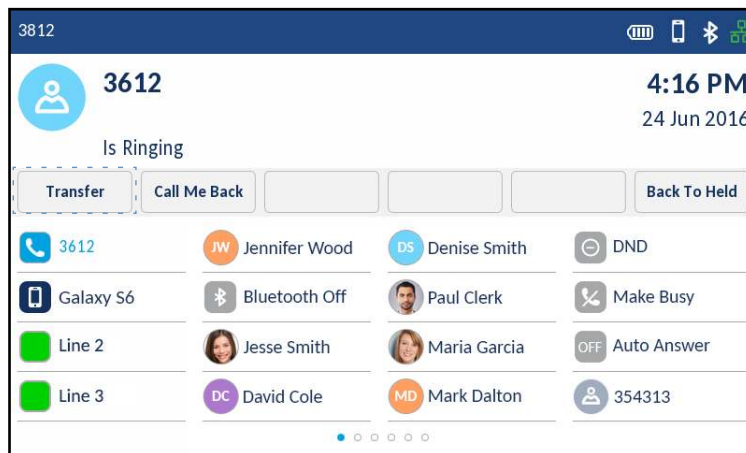 3812
3612
4:16 PM
24 Jun 2016
Is Ringing
Transfer Call Me Back Back To Held
3612 JW Jennifer Wood DS Denise Smith DND
Galaxy S6 Bluetooth Off Paul Clerk Make Busy
Line 2 Jesse Smith Maria Garcia OFF Auto Answer
Line 3 DC David Cole MD Mark Dalton 354313